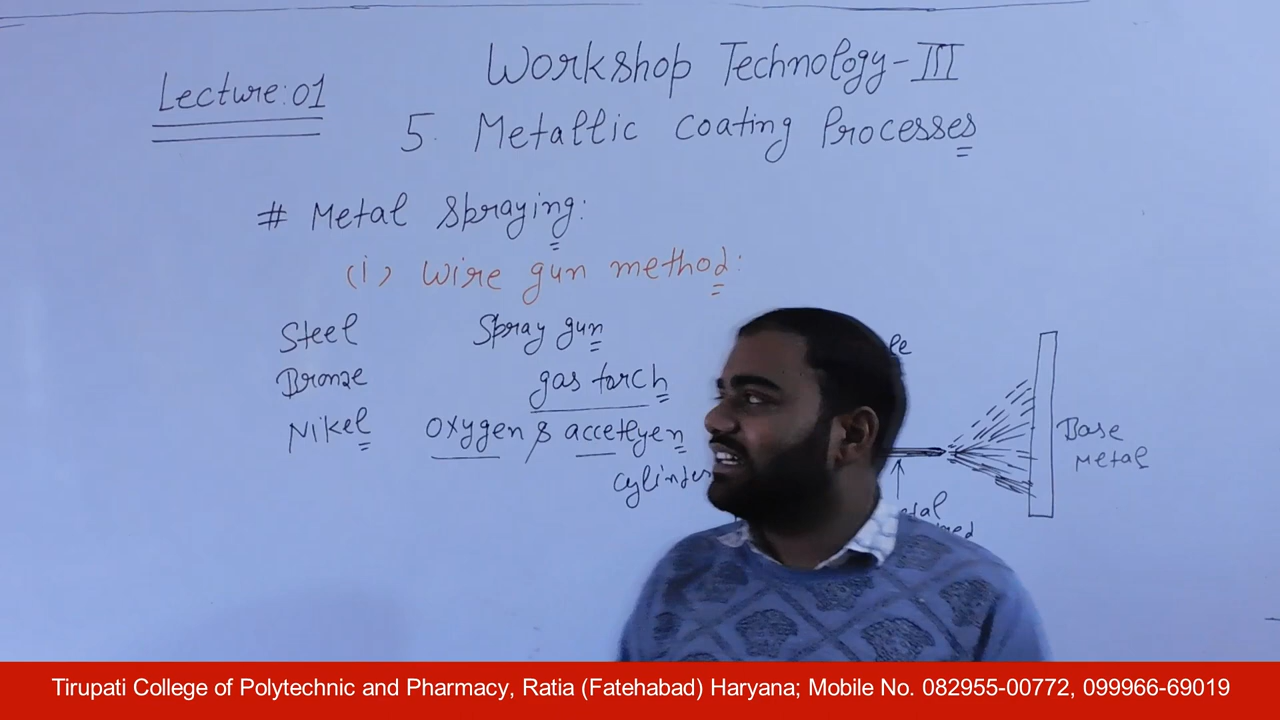 Workshop Technology-III
Lecture:01
5. Metallic Coating Processes
# Metal Spraying:
(i) Wire gun method:
Steel
Spray gun
Bronze
gas torch
Nikel
oxygen & accetlyen
cylinder
Base
Metal
Tirupati College of Polytechnic and Pharmacy, Ratia (Fatehabad) Haryana; Mobile No. 082955-00772, 099966-69019